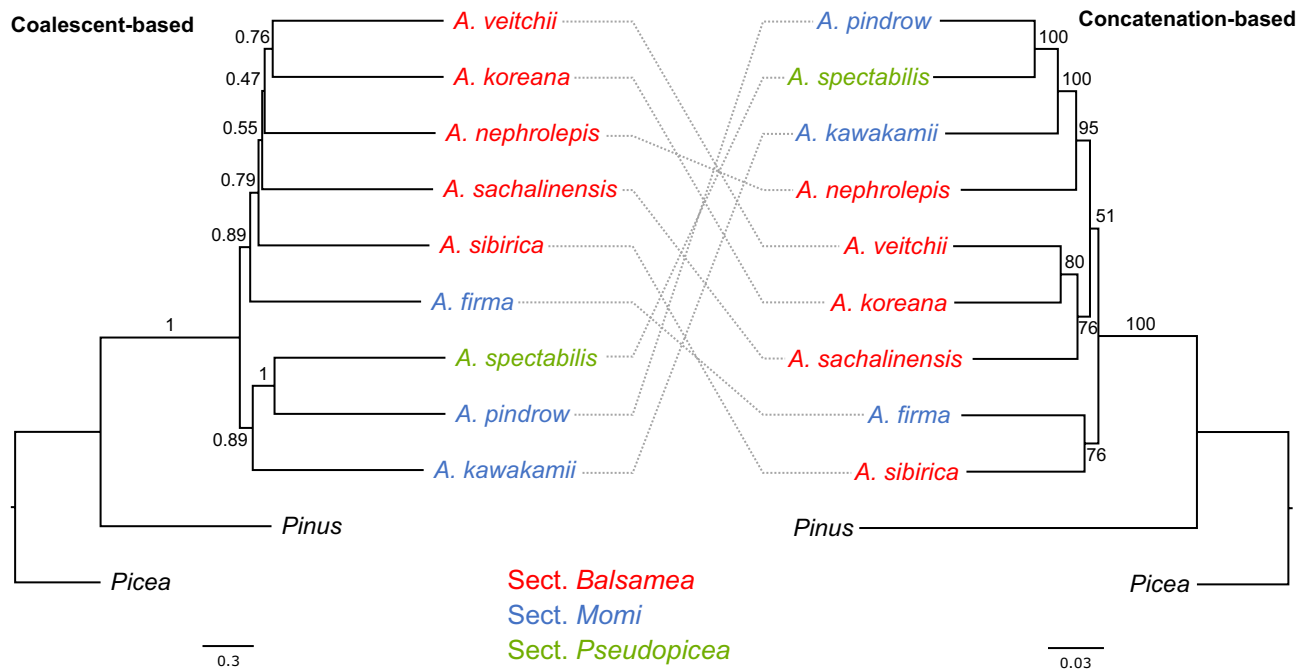 Coalescent-based
Concatenation-based
A. veitchii
A. koreana
A. nephrolepis
A. sachalinensis
A. sibirica
A. firma
A. spectabilis
A. pindrow
A. kawakamii
Pinus
Picea
0.76
0.47
0.55
0.79
0.89
1
1
0.89
0.3
A. pindrow
A. spectabilis
A. kawakamii
A. nephrolepis
A. veitchii
A. koreana
A. sachalinensis
A. firma
A. sibirica
Pinus
Picea
100
100
95
51
80
76
100
76
0.03
Sect. Balsamea
Sect. Momi
Sect. Pseudopicea